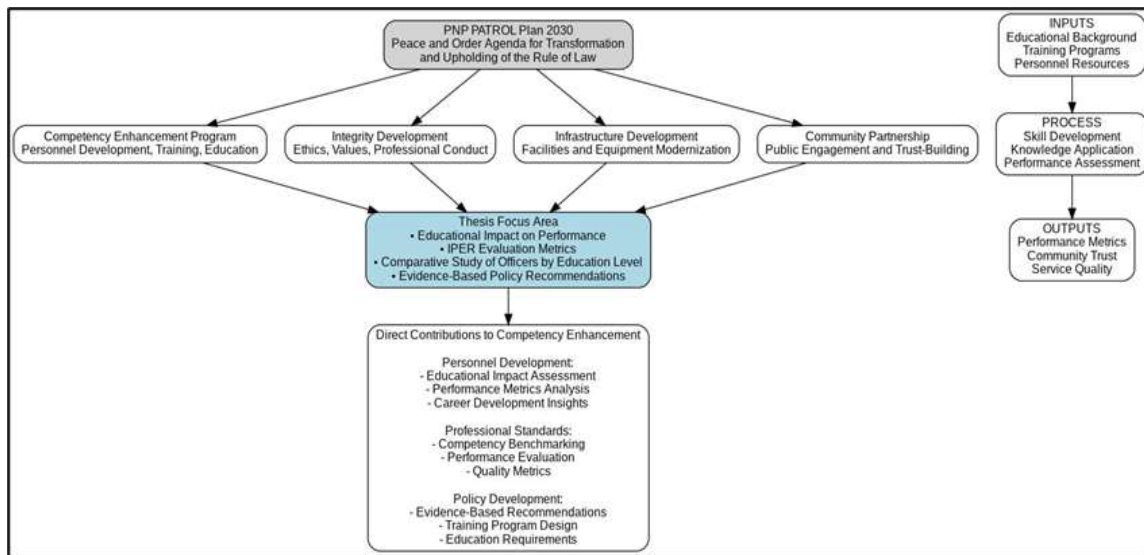 PNP PATROL Plan 2030
Peace and Order Agenda for Transformation
and Upholding of the Rule of Law
Competency Enhancement Program
Personnel Development, Training, Education
Integrity Development
Ethics, Values, Professional Conduct
Infrastructure Development
Facilities and Equipment Modernization
Community Partnership
Public Engagement and Trust-Building
Thesis Focus Area
• Educational Impact on Performance
• IPER Evaluation Metrics
• Comparative Study of Officers by Education Level
• Evidence-Based Policy Recommendations
Direct Contributions to Competency Enhancement
Personnel Development:
- Educational Impact Assessment
- Performance Metrics Analysis
- Career Development Insights
Professional Standards:
- Competency Benchmarking
- Performance Evaluation
- Quality Metrics
Policy Development:
- Evidence-Based Recommendations
- Training Program Design
- Education Requirements
INPUTS
Educational Background
Training Programs
Personnel Resources
PROCESS
Skill Development
Knowledge Application
Performance Assessment
OUTPUTS
Performance Metrics
Community Trust
Service Quality